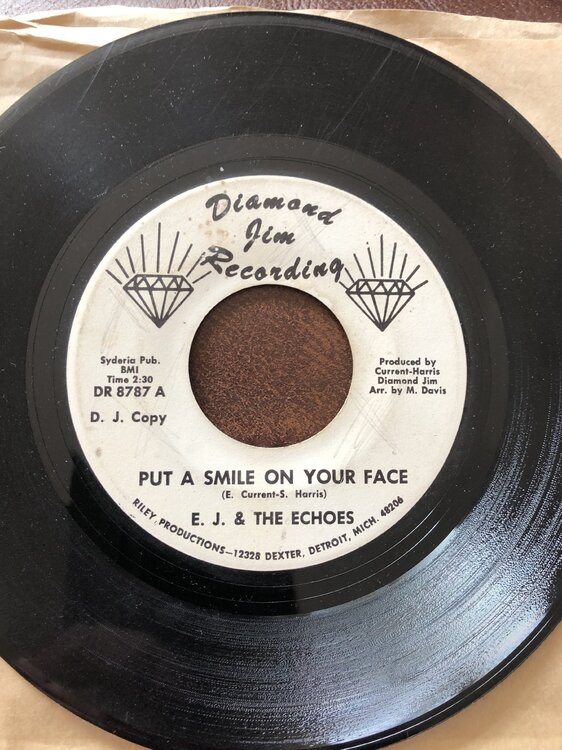 Diamond
Jim
Recording
Syderia Pub.
BMI
Time 2:30
DR 8787 A
D. J. Copy
Produced by
Current-Harris
Diamond Jim
Arr. by M. Davis
PUT A SMILE ON YOUR FACE
(E. Current-S. Harris)
E. J. & THE ECHOES
RILEY PRODUCTIONS—12328 DEXTER, DETROIT, MICH. 48206